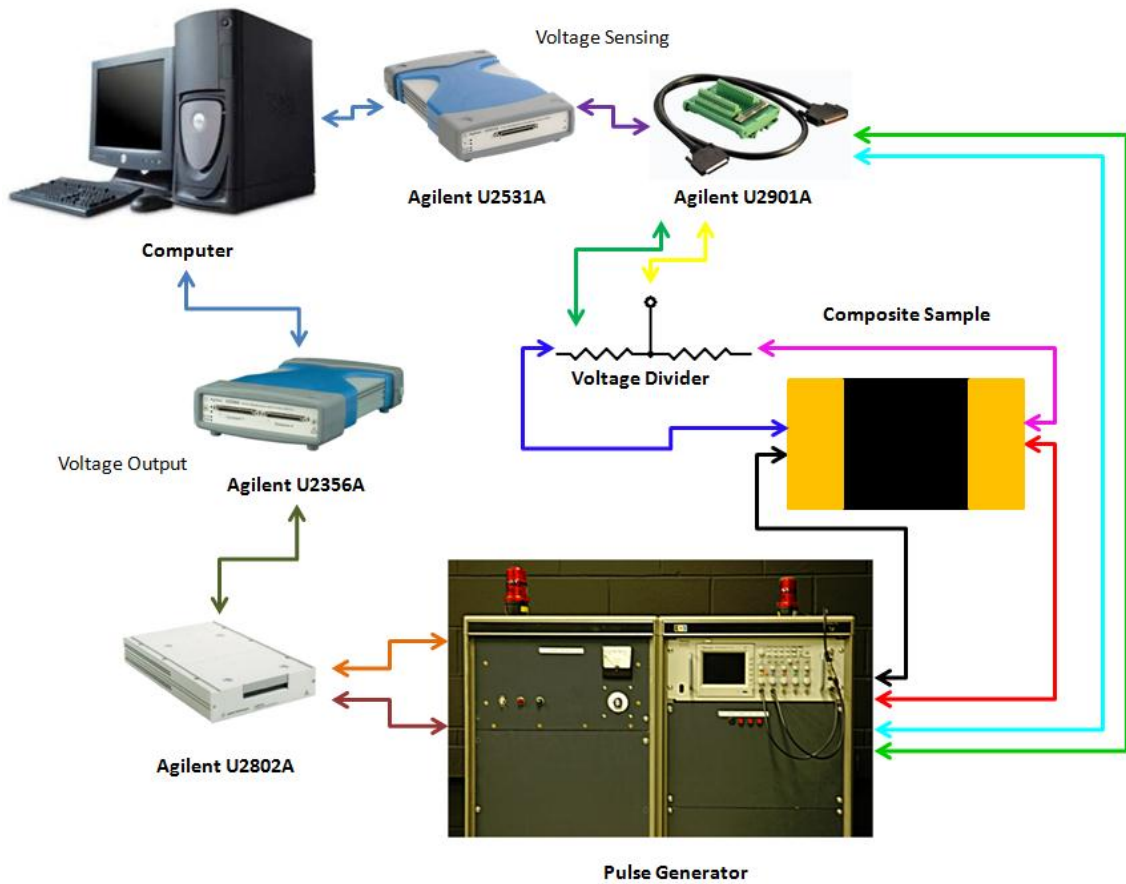 Voltage Sensing
Agilent U2531A
Agilent U2901A
Computer
Composite Sample
Voltage Divider
Voltage Output
Agilent U2356A
Agilent U2802A
Pulse Generator